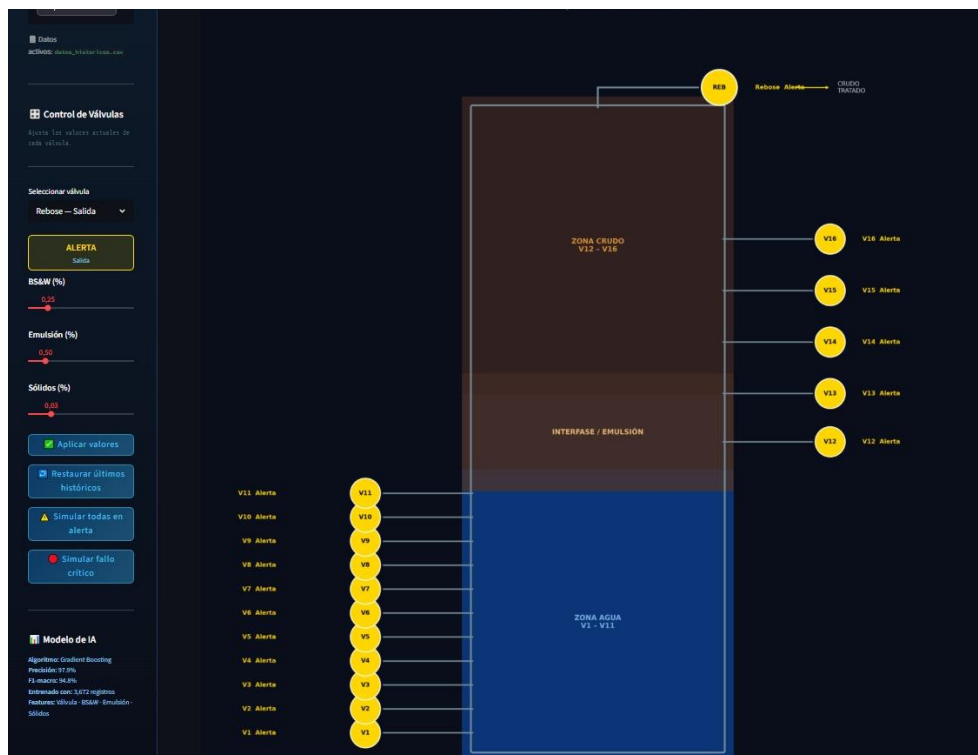 Datos
activos: datos_historicos.csv
Control de Válvulas
Ajusta los valores actuales de
cada válvula.
Seleccionar válvula
Rebose — Salida
ALERTA
Salida
BS&W (%)
0,25
Emulsión (%)
0,50
Sólidos (%)
0,03
Aplicar valores
Restaurar últimos
históricos
Simular todas en
alerta
Simular fallo
crítico
Modelo de IA
Algoritmo: Gradient Boosting
Precisión: 97.9%
F1-macro: 94.8%
Entrenado con: 3,672 registros
Features: Válvula · BS&W · Emulsión ·
Sólidos
REB Rebose Alerta CRUDO
TRATADO
ZONA CRUDO
V12 – V16
V16 V16 Alerta
V15 V15 Alerta
V14 V14 Alerta
V13 V13 Alerta
INTERFASE / EMULSIÓN
V12 V12 Alerta
V11 Alerta V11
V10 Alerta V10
V9 Alerta V9
V8 Alerta V8
V7 Alerta V7
V6 Alerta V6
V5 Alerta V5
V4 Alerta V4
V3 Alerta V3
V2 Alerta V2
V1 Alerta V1
ZONA AGUA
V1 – V11